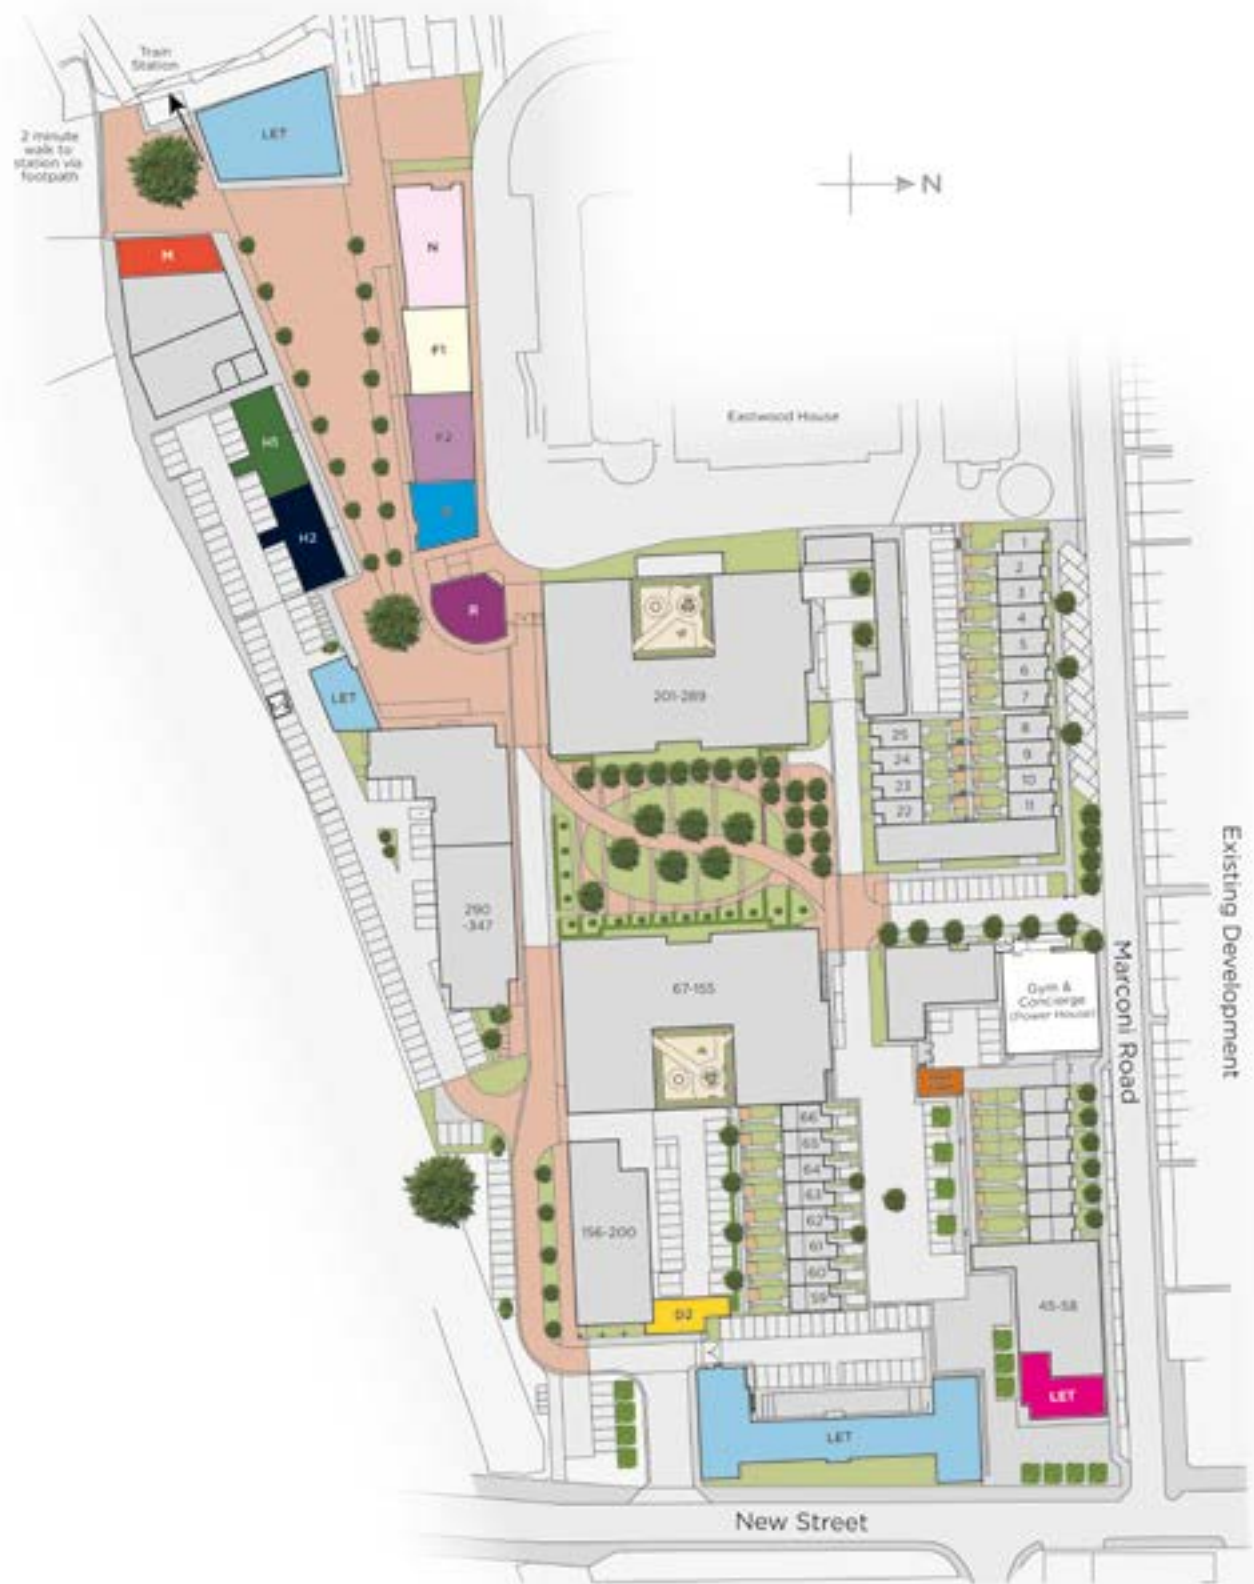 Train
Station
2 minute
walk to
station via
footpath
LET
N
M
N
F1
Eastwood House
F2
H1
H2
R
LET
201-289
1
2
3
4
5
6
7
8
9
10
11
25
24
23
22
290
-347
67-155
Gym &
Concierge
(Power House)
Marconi Road
Existing Development
66
65
64
63
62
61
60
59
156-200
D2
45-58
LET
LET
New Street